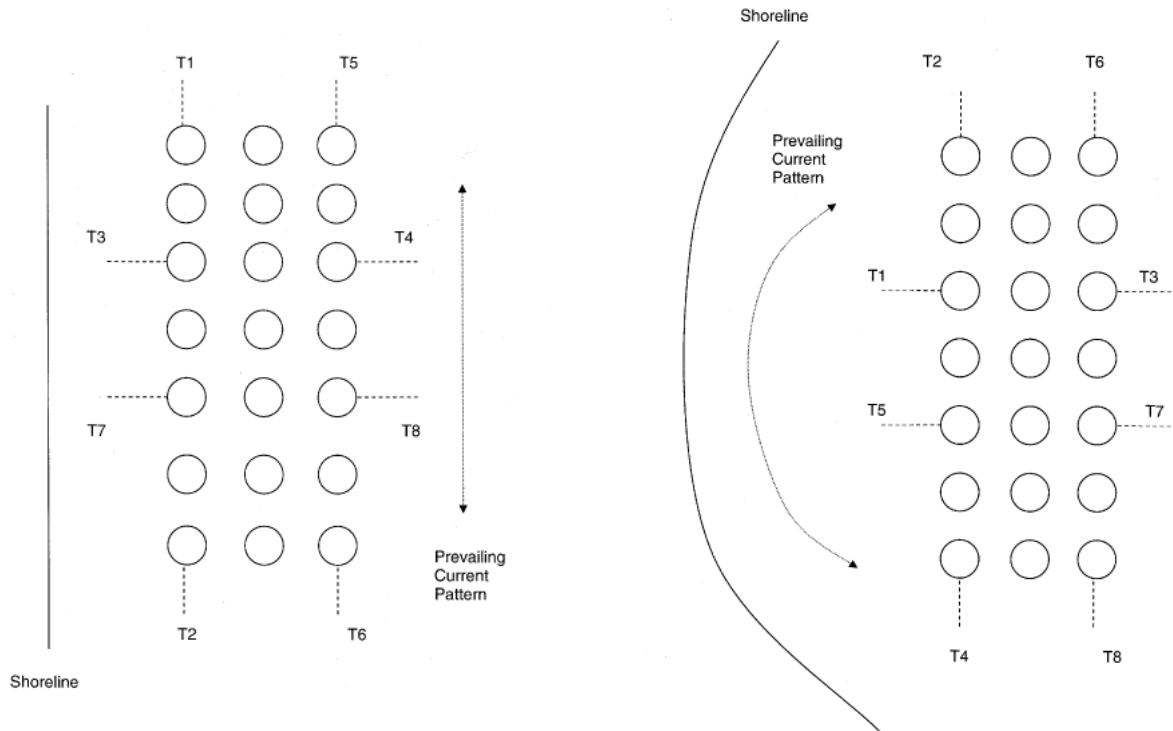 T1
T5
T3
T4
T7
T8
T2
T6
Prevailing
Current
Pattern
Shoreline
Shoreline
T2
T6
Prevailing
Current
Pattern
T1
T3
T5
T7
T4
T8